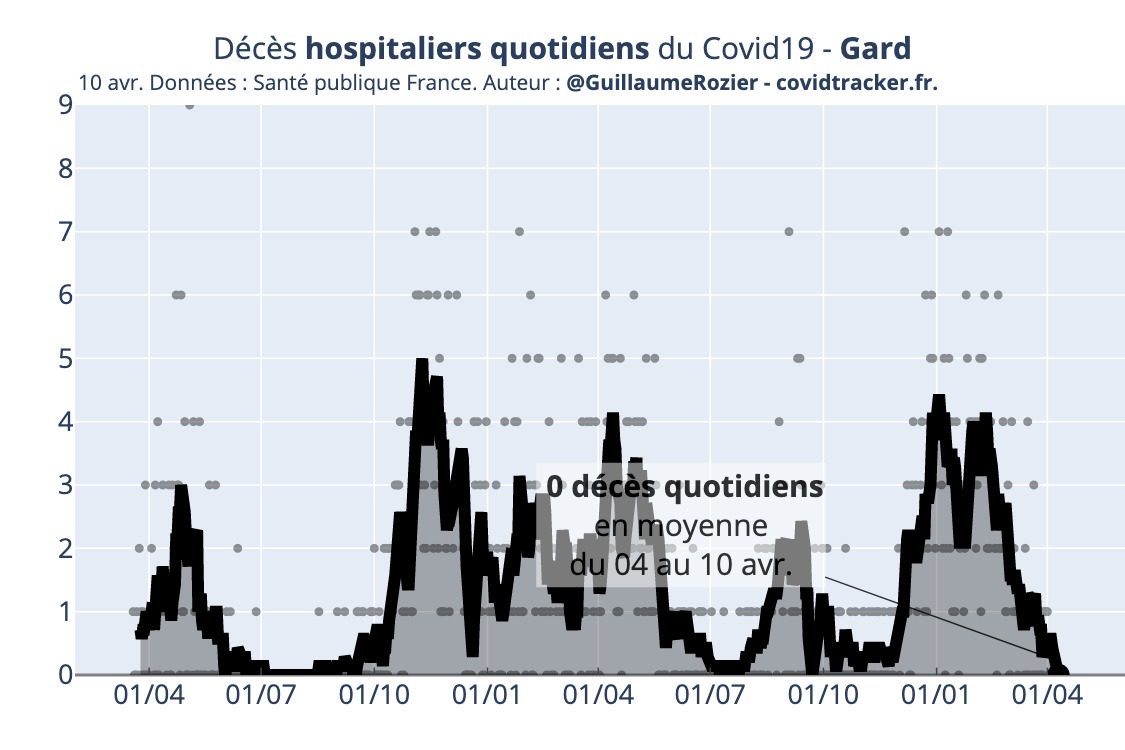 Décès hospitaliers quotidiens du Covid19 - Gard
10 avr. Données : Santé publique France. Auteur : @GuillaumeRozier - covidtracker.fr.
9
8
7
6
5
4
3
2
1
0
0 décès quotidiens
en moyenne
du 04 au 10 avr.
01/04 01/07 01/10 01/01 01/04 01/07 01/10 01/01 01/04